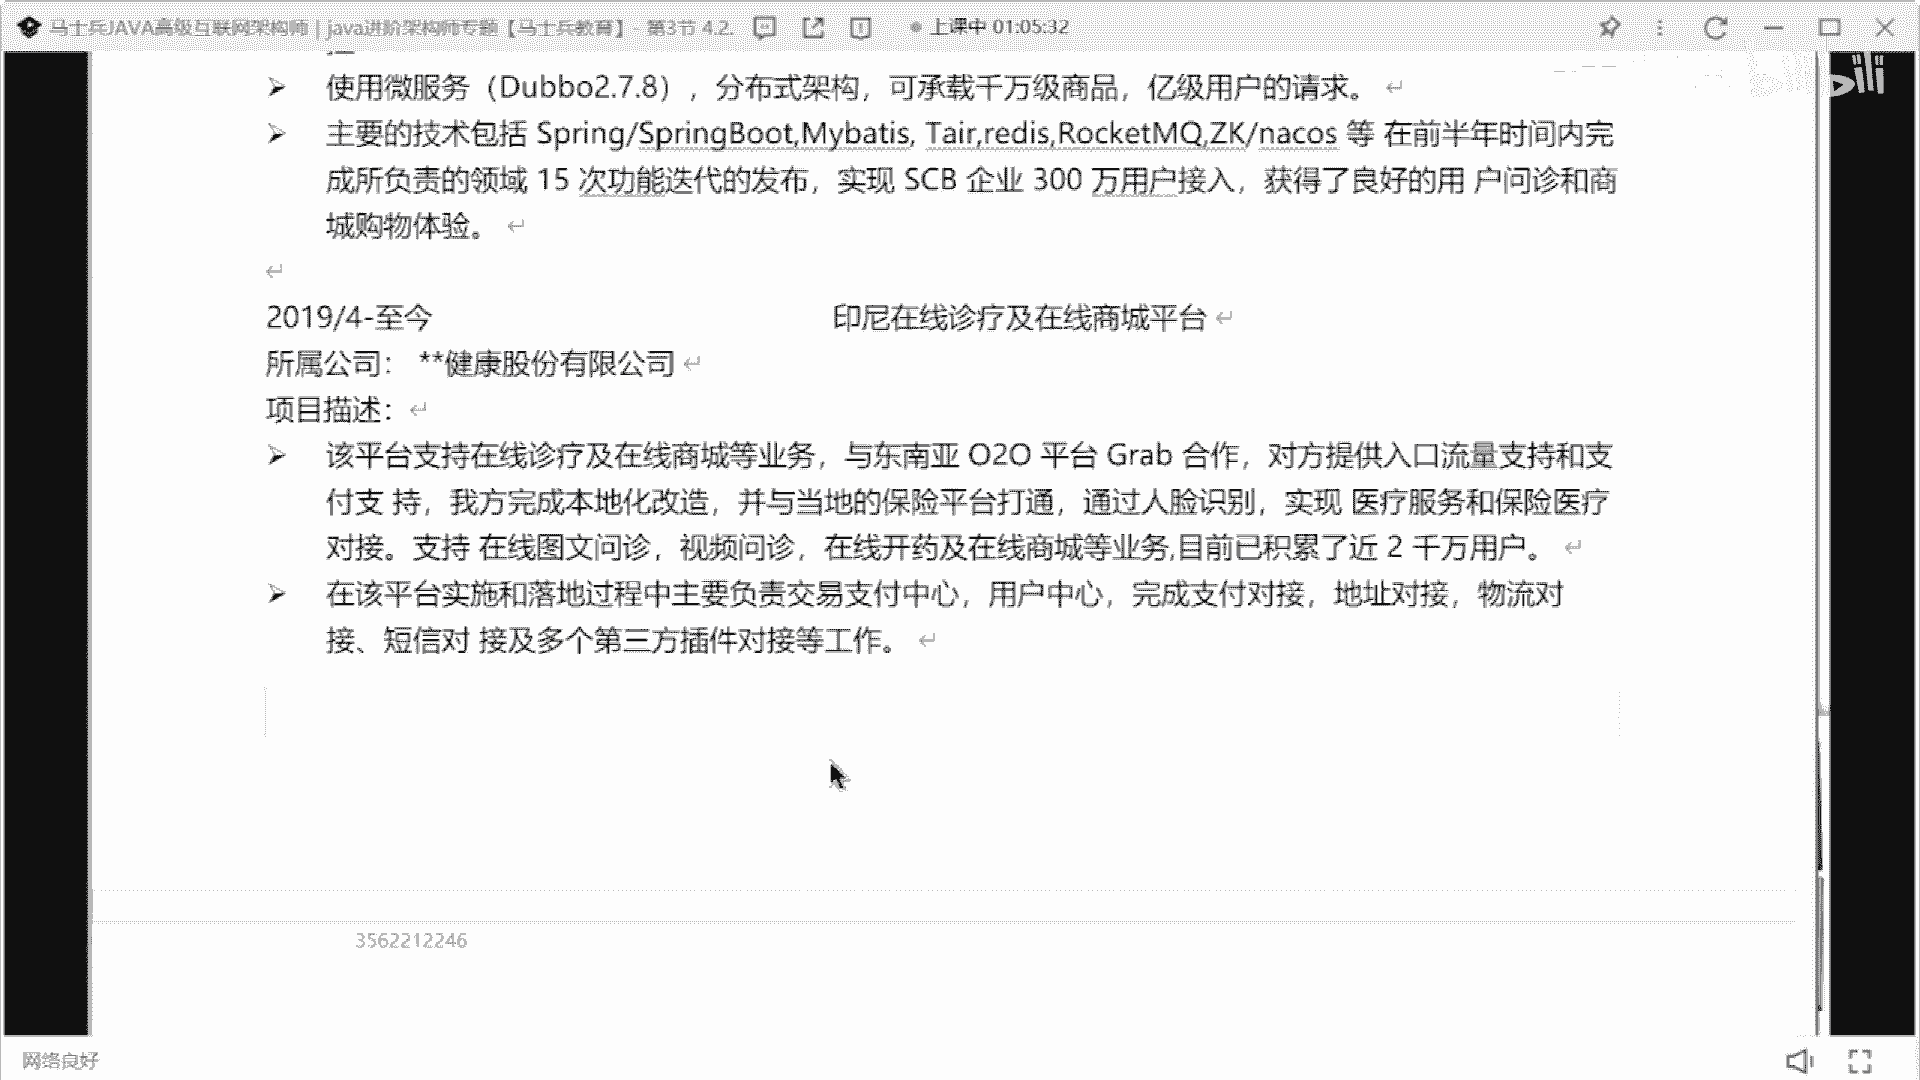 马士兵JAVA高级互联网架构师 | java进阶架构师专题【马士兵教育】- 第3节 4.2. 上课中 01:05:32
使用微服务（Dubbo2.7.8），分布式架构，可承载千万级商品，亿级用户的请求。
主要的技术包括 Spring/SpringBoot,Mybatis, Tair,redis,RocketMQ,ZK/nacos 等 在前半年时间内完
成所负责的领域 15 次功能迭代的发布，实现 SCB 企业 300 万用户接入，获得了良好的用 户问诊和商
城购物体验。
2019/4-至今 印尼在线诊疗及在线商城平台
所属公司： **健康股份有限公司
项目描述：
该平台支持在线诊疗及在线商城等业务，与东南亚 O2O 平台 Grab 合作，对方提供入口流量支持和支
付支 持，我方完成本地化改造，并与当地的保险平台打通，通过人脸识别，实现 医疗服务和保险医疗
对接。支持 在线图文问诊，视频问诊，在线开药及在线商城等业务,目前已积累了近 2 千万用户。
在该平台实施和落地过程中主要负责交易支付中心，用户中心，完成支付对接，地址对接，物流对
接、短信对 接及多个第三方插件对接等工作。
3562212246
网络良好